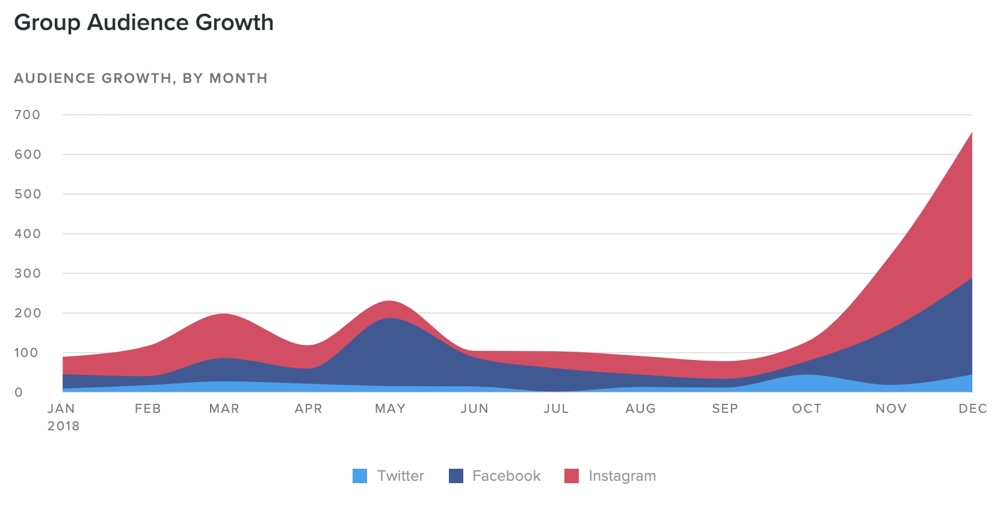 Group Audience Growth
AUDIENCE GROWTH, BY MONTH
700
600
500
400
300
200
100
0
JAN FEB MAR APR MAY JUN JUL AUG SEP OCT NOV DEC
2018
Twitter Facebook Instagram